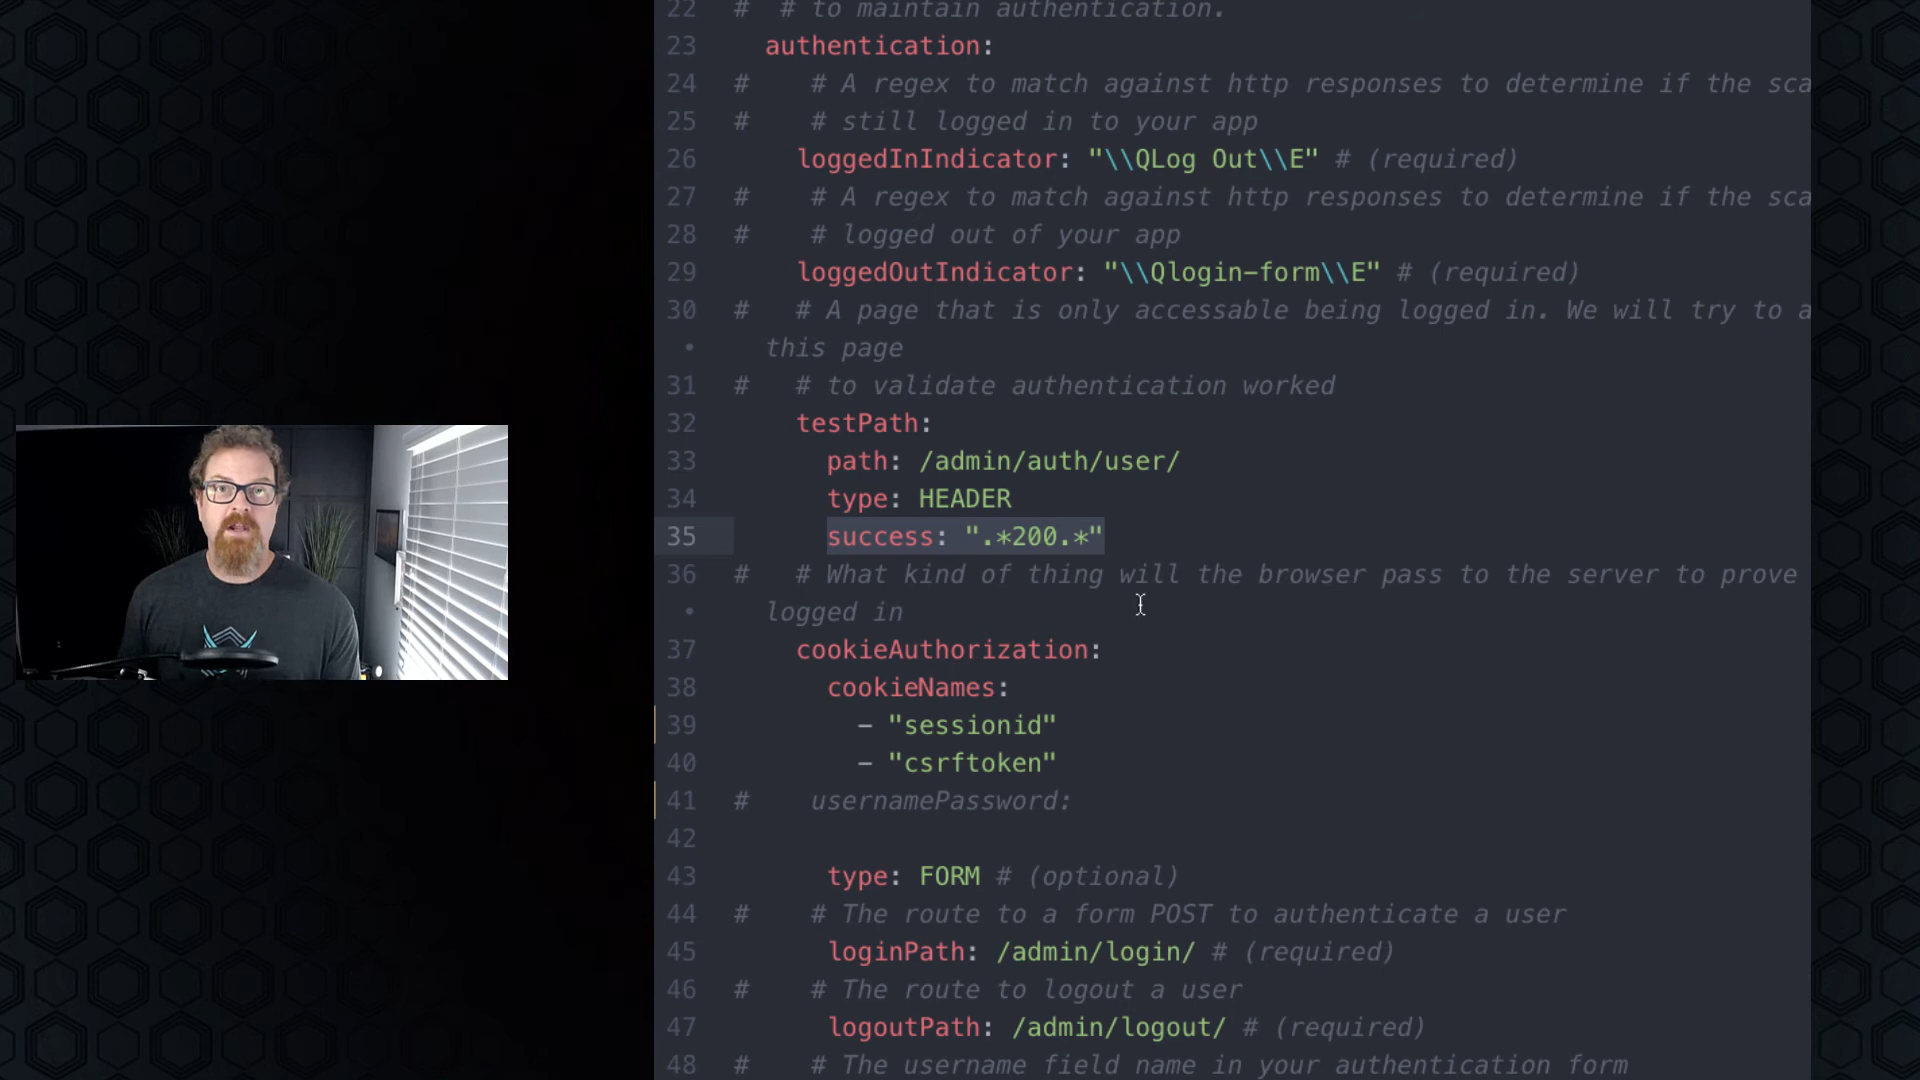 22 # # to maintain authentication.
23 authentication:
24 # # A regex to match against http responses to determine if the sca
25 # # still logged in to your app
26 loggedInIndicator: "\\QLog Out\\E" # (required)
27 # # A regex to match against http responses to determine if the sca
28 # # logged out of your app
29 loggedOutIndicator: "\\Qlogin-form\\E" # (required)
30 # # A page that is only accessable being logged in. We will try to a
• this page
31 # # to validate authentication worked
32 testPath:
33 path: /admin/auth/user/
34 type: HEADER
35 success: ".*200.*"
36 # # What kind of thing will the browser pass to the server to prove
• logged in
37 cookieAuthorization:
38 cookieNames:
39 - "sessionid"
40 - "csrftoken"
41 # usernamePassword:
42
43 type: FORM # (optional)
44 # # The route to a form POST to authenticate a user
45 loginPath: /admin/login/ # (required)
46 # # The route to logout a user
47 logoutPath: /admin/logout/ # (required)
48 # # The username field name in your authentication form